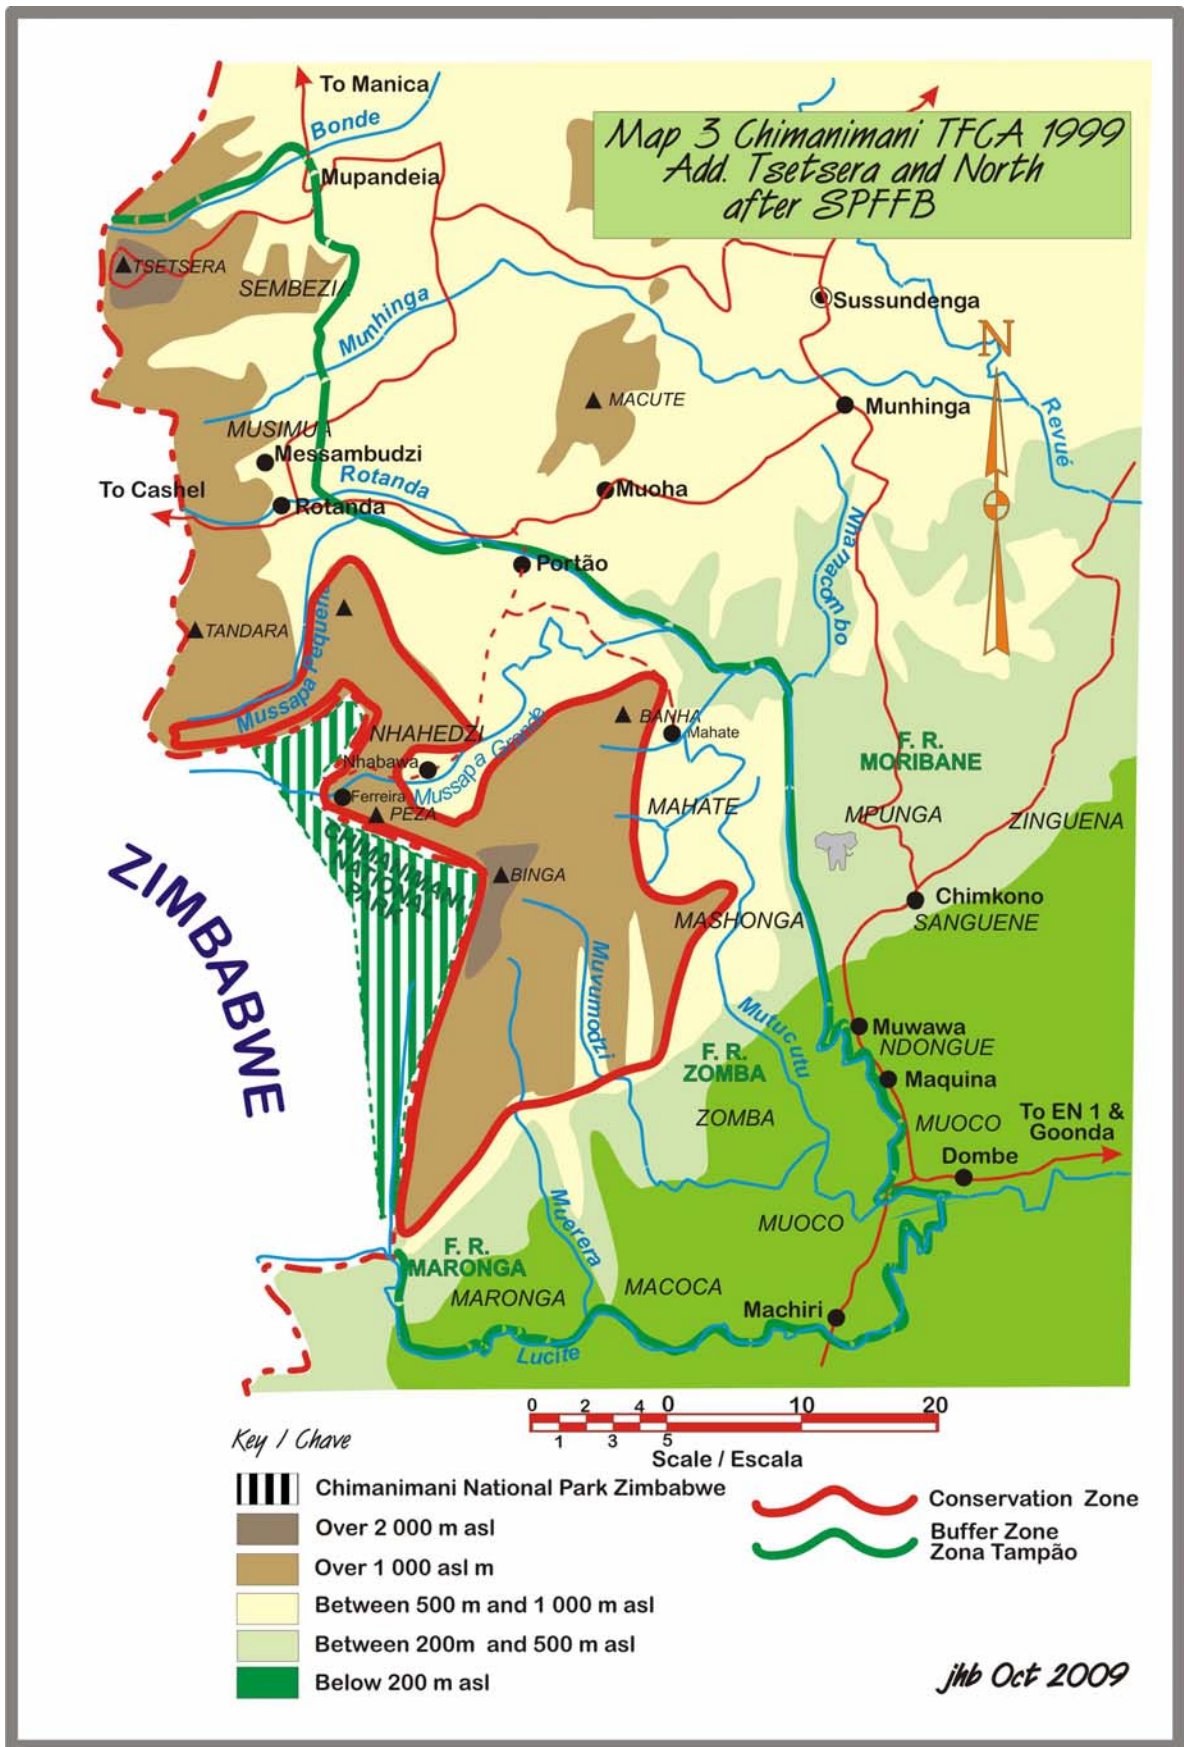 To Manica
Bonde
Map 3 Chimanimani TFCA 1999
Add. Tsetsera and North
after SPFFB
Mupandeia
TSETSERA
SEMBEZIA
Munhinga
Sussundenga
N
MACUTE
Munhinga
Revué
MUSIMUA
Messambudzi
To Cashel
Rotanda
Rotanda
Muoha
Nhamacombo
Portão
TANDARA
Mussapa Pequena
NHAHEDZI
BANHA
Mahate
F. R.
MORIBANE
Nhabawa
Mussapa Grande
Ferreira
PEZA
MAHATE
MPUNGA
ZINGUENA
CHIMANIMANI
NATIONAL
PARK
BINGA
ZIMBABWE
MASHONGA
Chimkono
SANGUENE
Muvumodzi
Mutucutu
Muwawa
NDONGUE
F. R.
ZOMBA
Maquina
ZOMBA
MUOCO
To EN 1 &
Goonda
Dombe
Muerera
MUOCO
F. R.
MARONGA
MARONGA
MACOCA
Machiri
Lucite
0 2 4 0 10 20
1 3 5
Scale / Escala
Key / Chave
Chimanimani National Park Zimbabwe
Over 2 000 m asl
Over 1 000 asl m
Between 500 m and 1 000 m asl
Between 200m and 500 m asl
Below 200 m asl
Conservation Zone
Buffer Zone
Zona Tampão
jhb Oct 2009